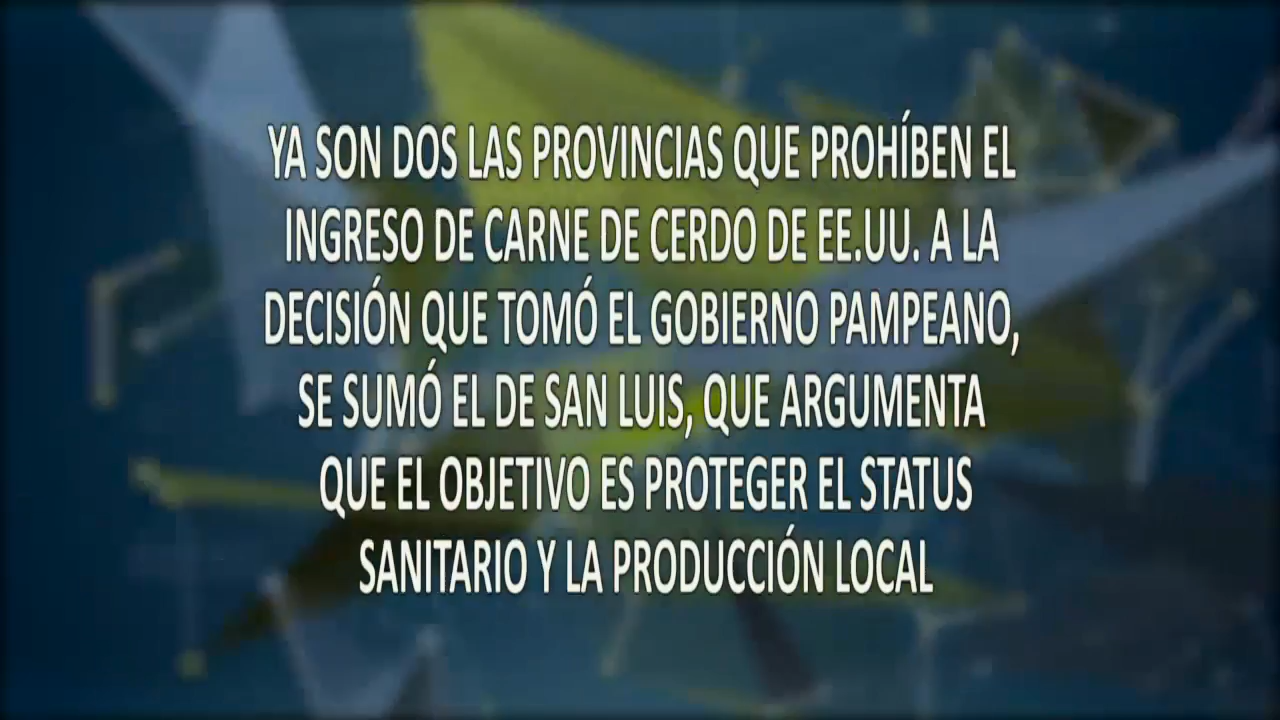 YA SON DOS LAS PROVINCIAS QUE PROHÍBEN EL
INGRESO DE CARNE DE CERDO DE EE.UU. A LA
DECISIÓN QUE TOMÓ EL GOBIERNO PAMPEANO,
SE SUMÓ EL DE SAN LUIS, QUE ARGUMENTA
QUE EL OBJETIVO ES PROTEGER EL STATUS
SANITARIO Y LA PRODUCCIÓN LOCAL